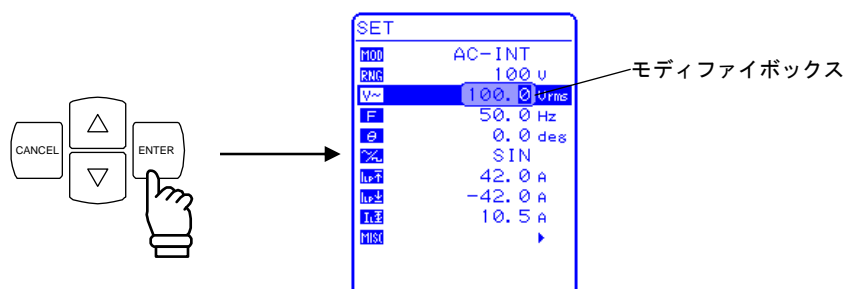 SET
MOD AC-INT
RNG 100 V
V~ 100.0 Vrms
F 50.0 Hz
θ 0.0 deg
SIN
42.0 A
-42.0 A
10.5 A
MISC
モディファイボックス
CANCEL
ENTER